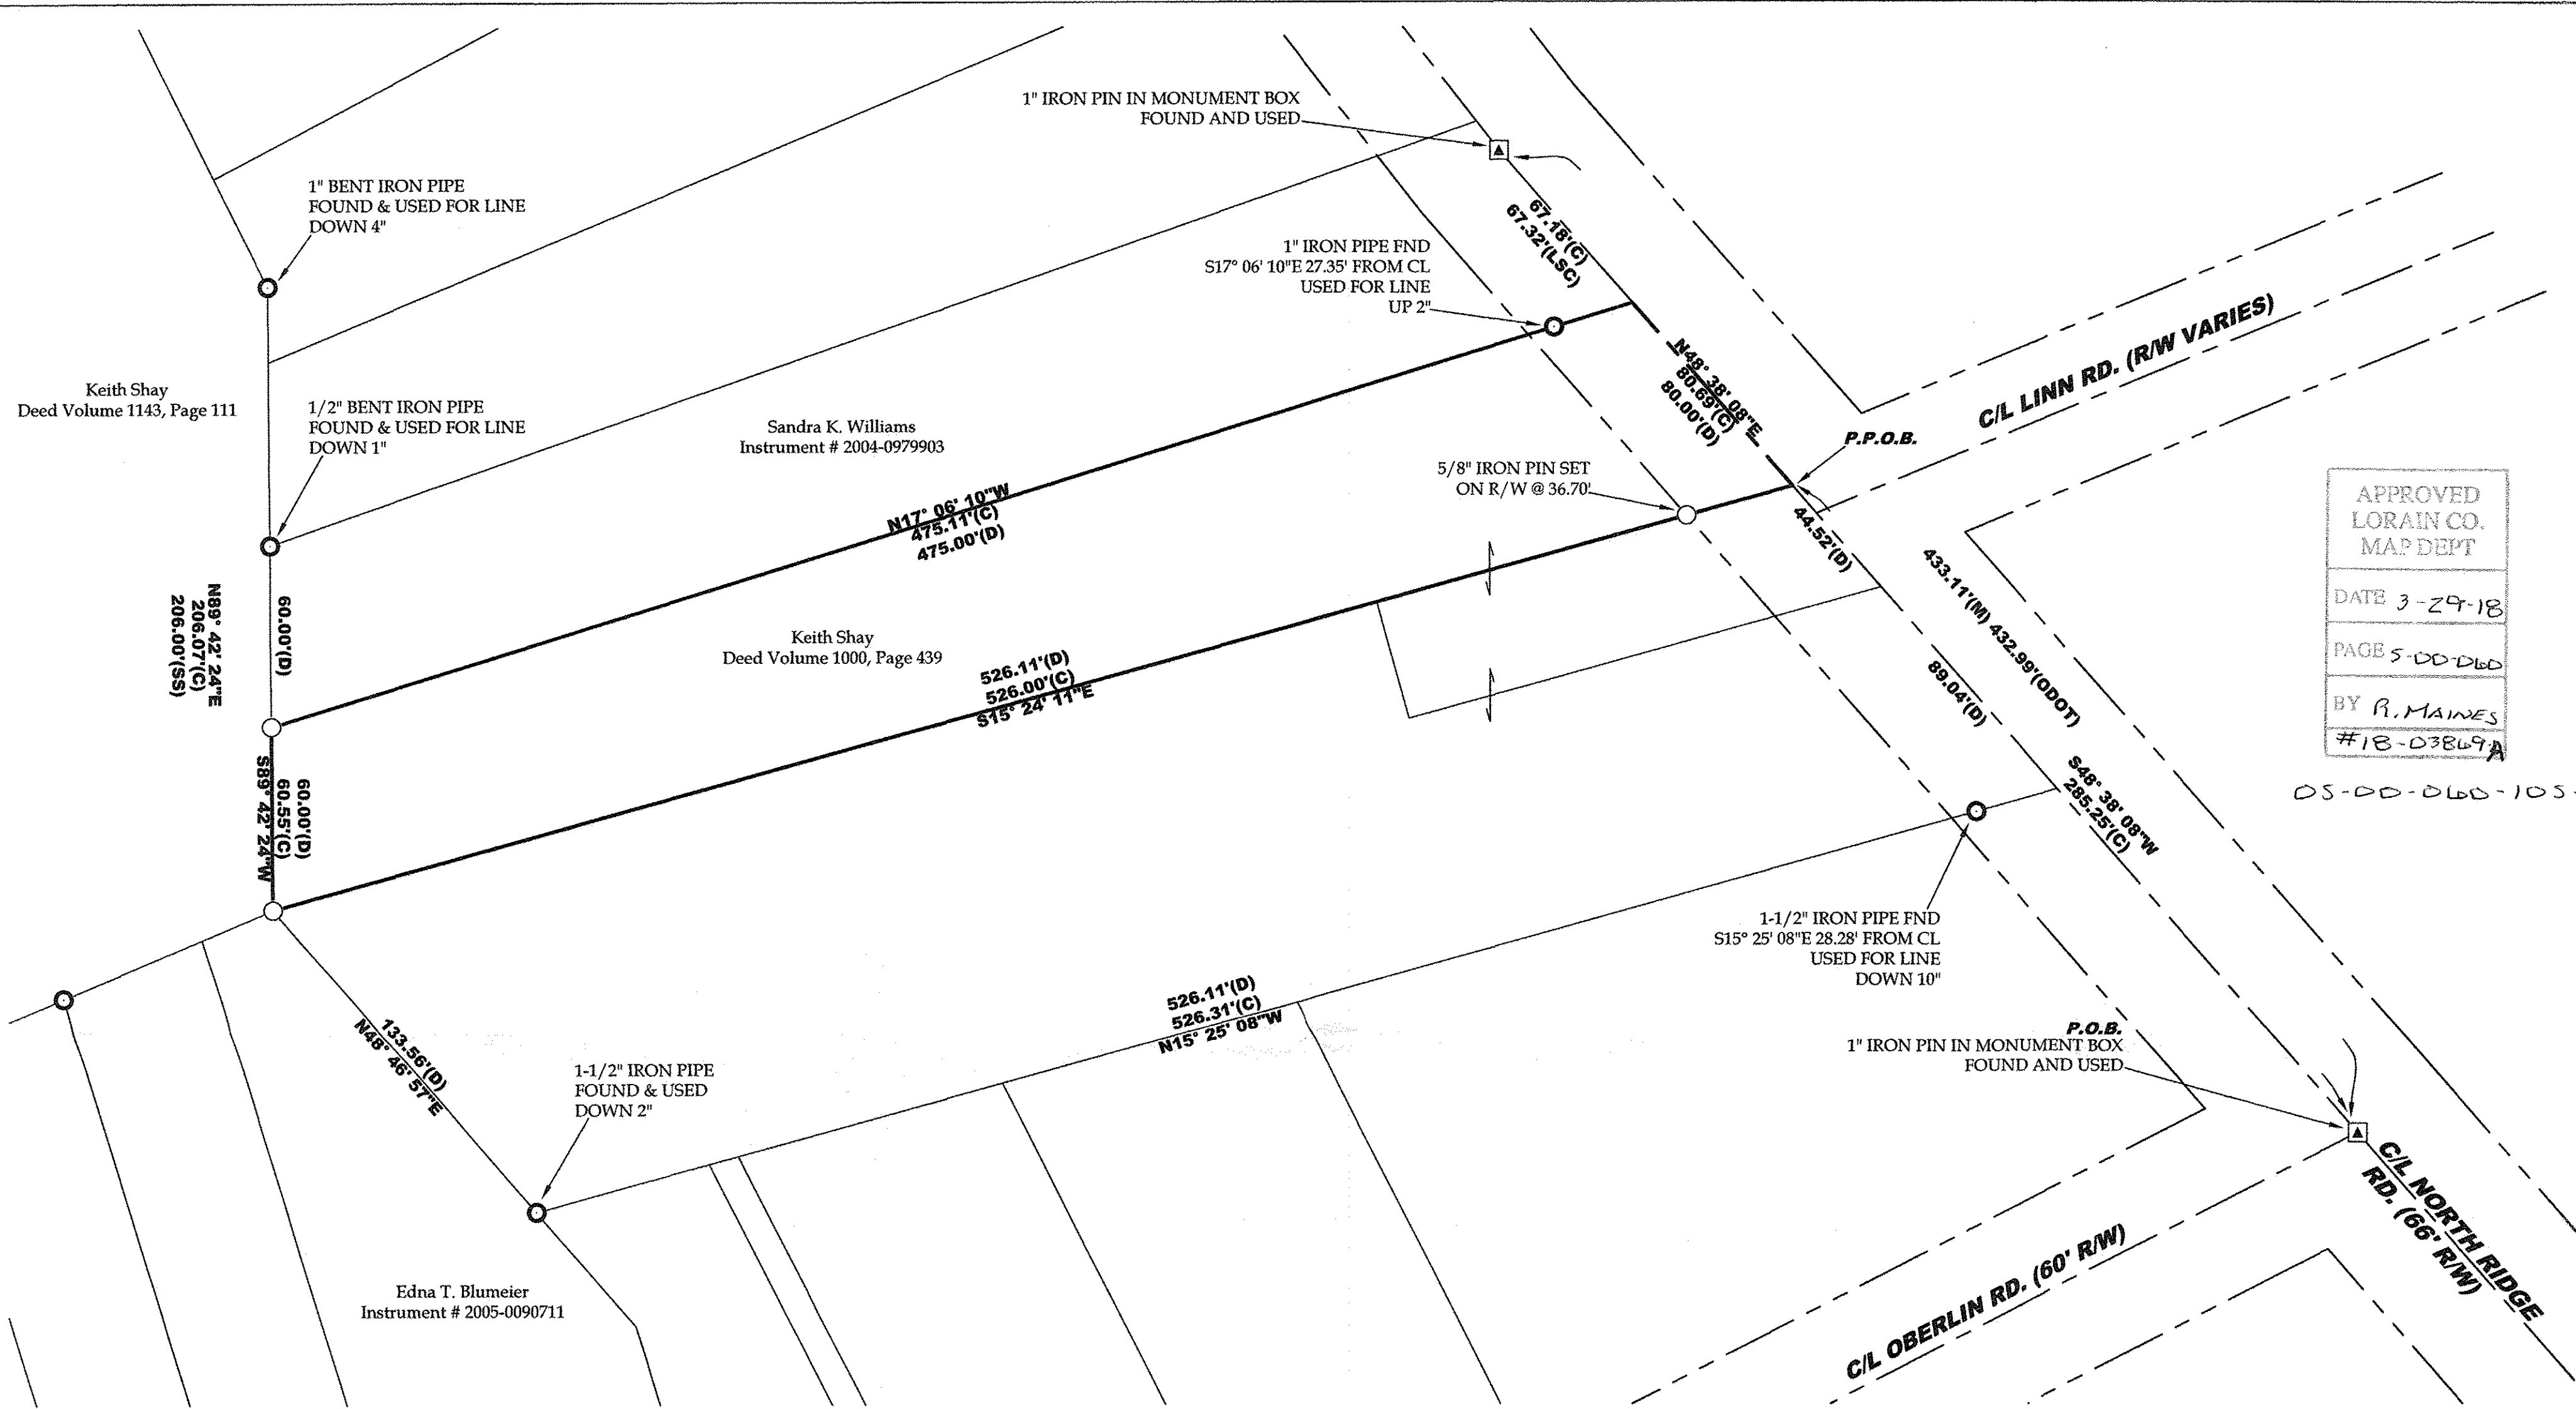 1" IRON PIN IN MONUMENT BOX
FOUND AND USED
1" BENT IRON PIPE
FOUND & USED FOR LINE
DOWN 4"
67.18'(C)
67.32'(LSC)
1" IRON PIPE FND
S17° 06' 10"E 27.35' FROM CL
USED FOR LINE
UP 2"
N48° 38' 08"E
80.69'(C)
80.00'(D)
C/L LINN RD. (R/W VARIES)
P.P.O.B.
Keith Shay
Deed Volume 1143, Page 111
1/2" BENT IRON PIPE
FOUND & USED FOR LINE
DOWN 1"
Sandra K. Williams
Instrument # 2004-0979903
5/8" IRON PIN SET
ON R/W @ 36.70'
N17° 06' 10"W
475.11'(C)
475.00'(D)
44.52'(D)
433.11'(M) 432.99'(ODOT)
APPROVED
LORAIN CO.
MAP DEPT
DATE 3-29-18
PAGE 5-00-060
BY R. MAINES
#18-03869-A
05-00-060-105-
N89° 42' 24"E
206.07'(C)
206.00'(SS)
60.00'(D)
Keith Shay
Deed Volume 1000, Page 439
526.11'(D)
526.00'(C)
S15° 24' 11"E
89.04'(D)
S48° 38' 08"W
285.25'(C)
60.00'(D)
60.55'(C)
S89° 42' 24"W
1-1/2" IRON PIPE FND
S15° 25' 08"E 28.28' FROM CL
USED FOR LINE
DOWN 10"
526.11'(D)
526.31'(C)
N15° 25' 08"W
133.56'(D)
N48° 46' 57"E
P.O.B.
1" IRON PIN IN MONUMENT BOX
FOUND AND USED
1-1/2" IRON PIPE
FOUND & USED
DOWN 2"
C/L NORTH RIDGE
RD. (66' R/W)
C/L OBERLIN RD. (60' R/W)
Edna T. Blumeier
Instrument # 2005-0090711